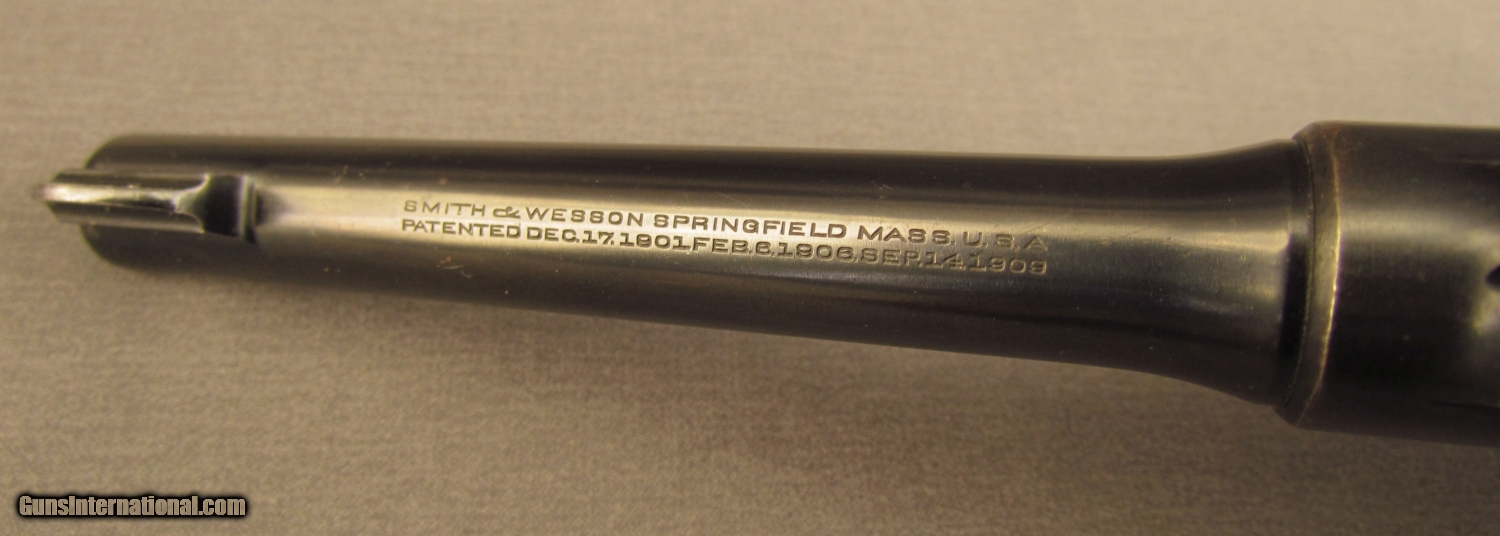 SMITH & WESSON SPRINGFIELD MASS. U.S.A.
PATENTED DEC.17.1901,FEB.6,1906,SEP.14.1909
GunsInternational.com